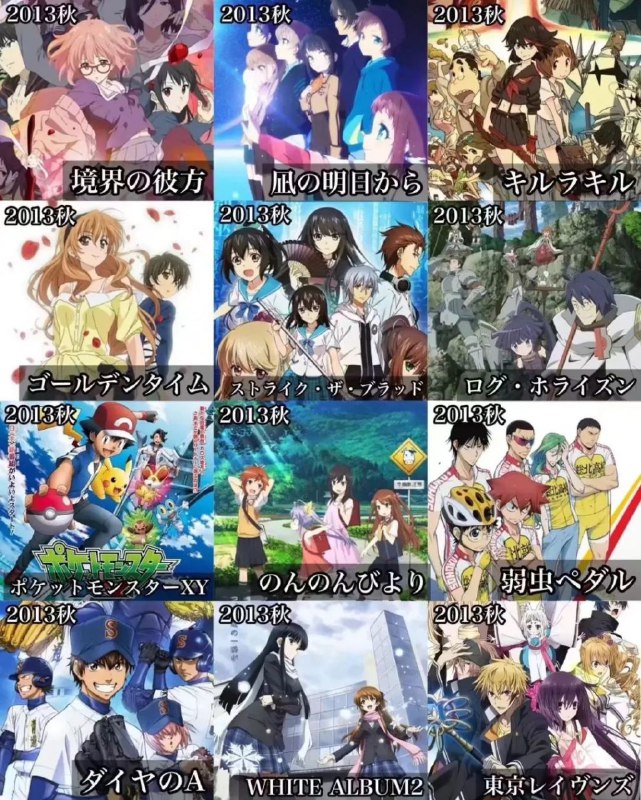 2013秋
境界の彼方
2013秋
凪の明日から
2013秋
キルラキル
2013秋
ゴールデンタイム
2013秋
ストライク・ザ・ブラッド
2013秋
ログ・ホライズン
2013秋
ポケットモンスター
ポケットモンスターXY
2013秋
のんのんびより
2013秋
弱虫ペダル
2013秋
ダイヤのA
2013秋
WHITE ALBUM2
2013秋
東京レイヴンズ